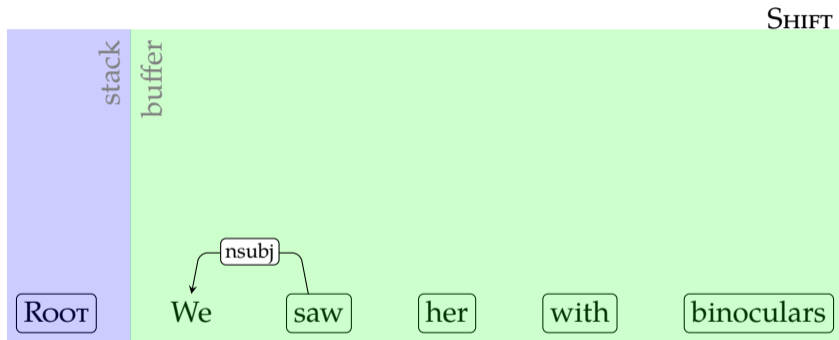 SHIFT
stack
buffer
nsubj
ROOT We saw her with binoculars